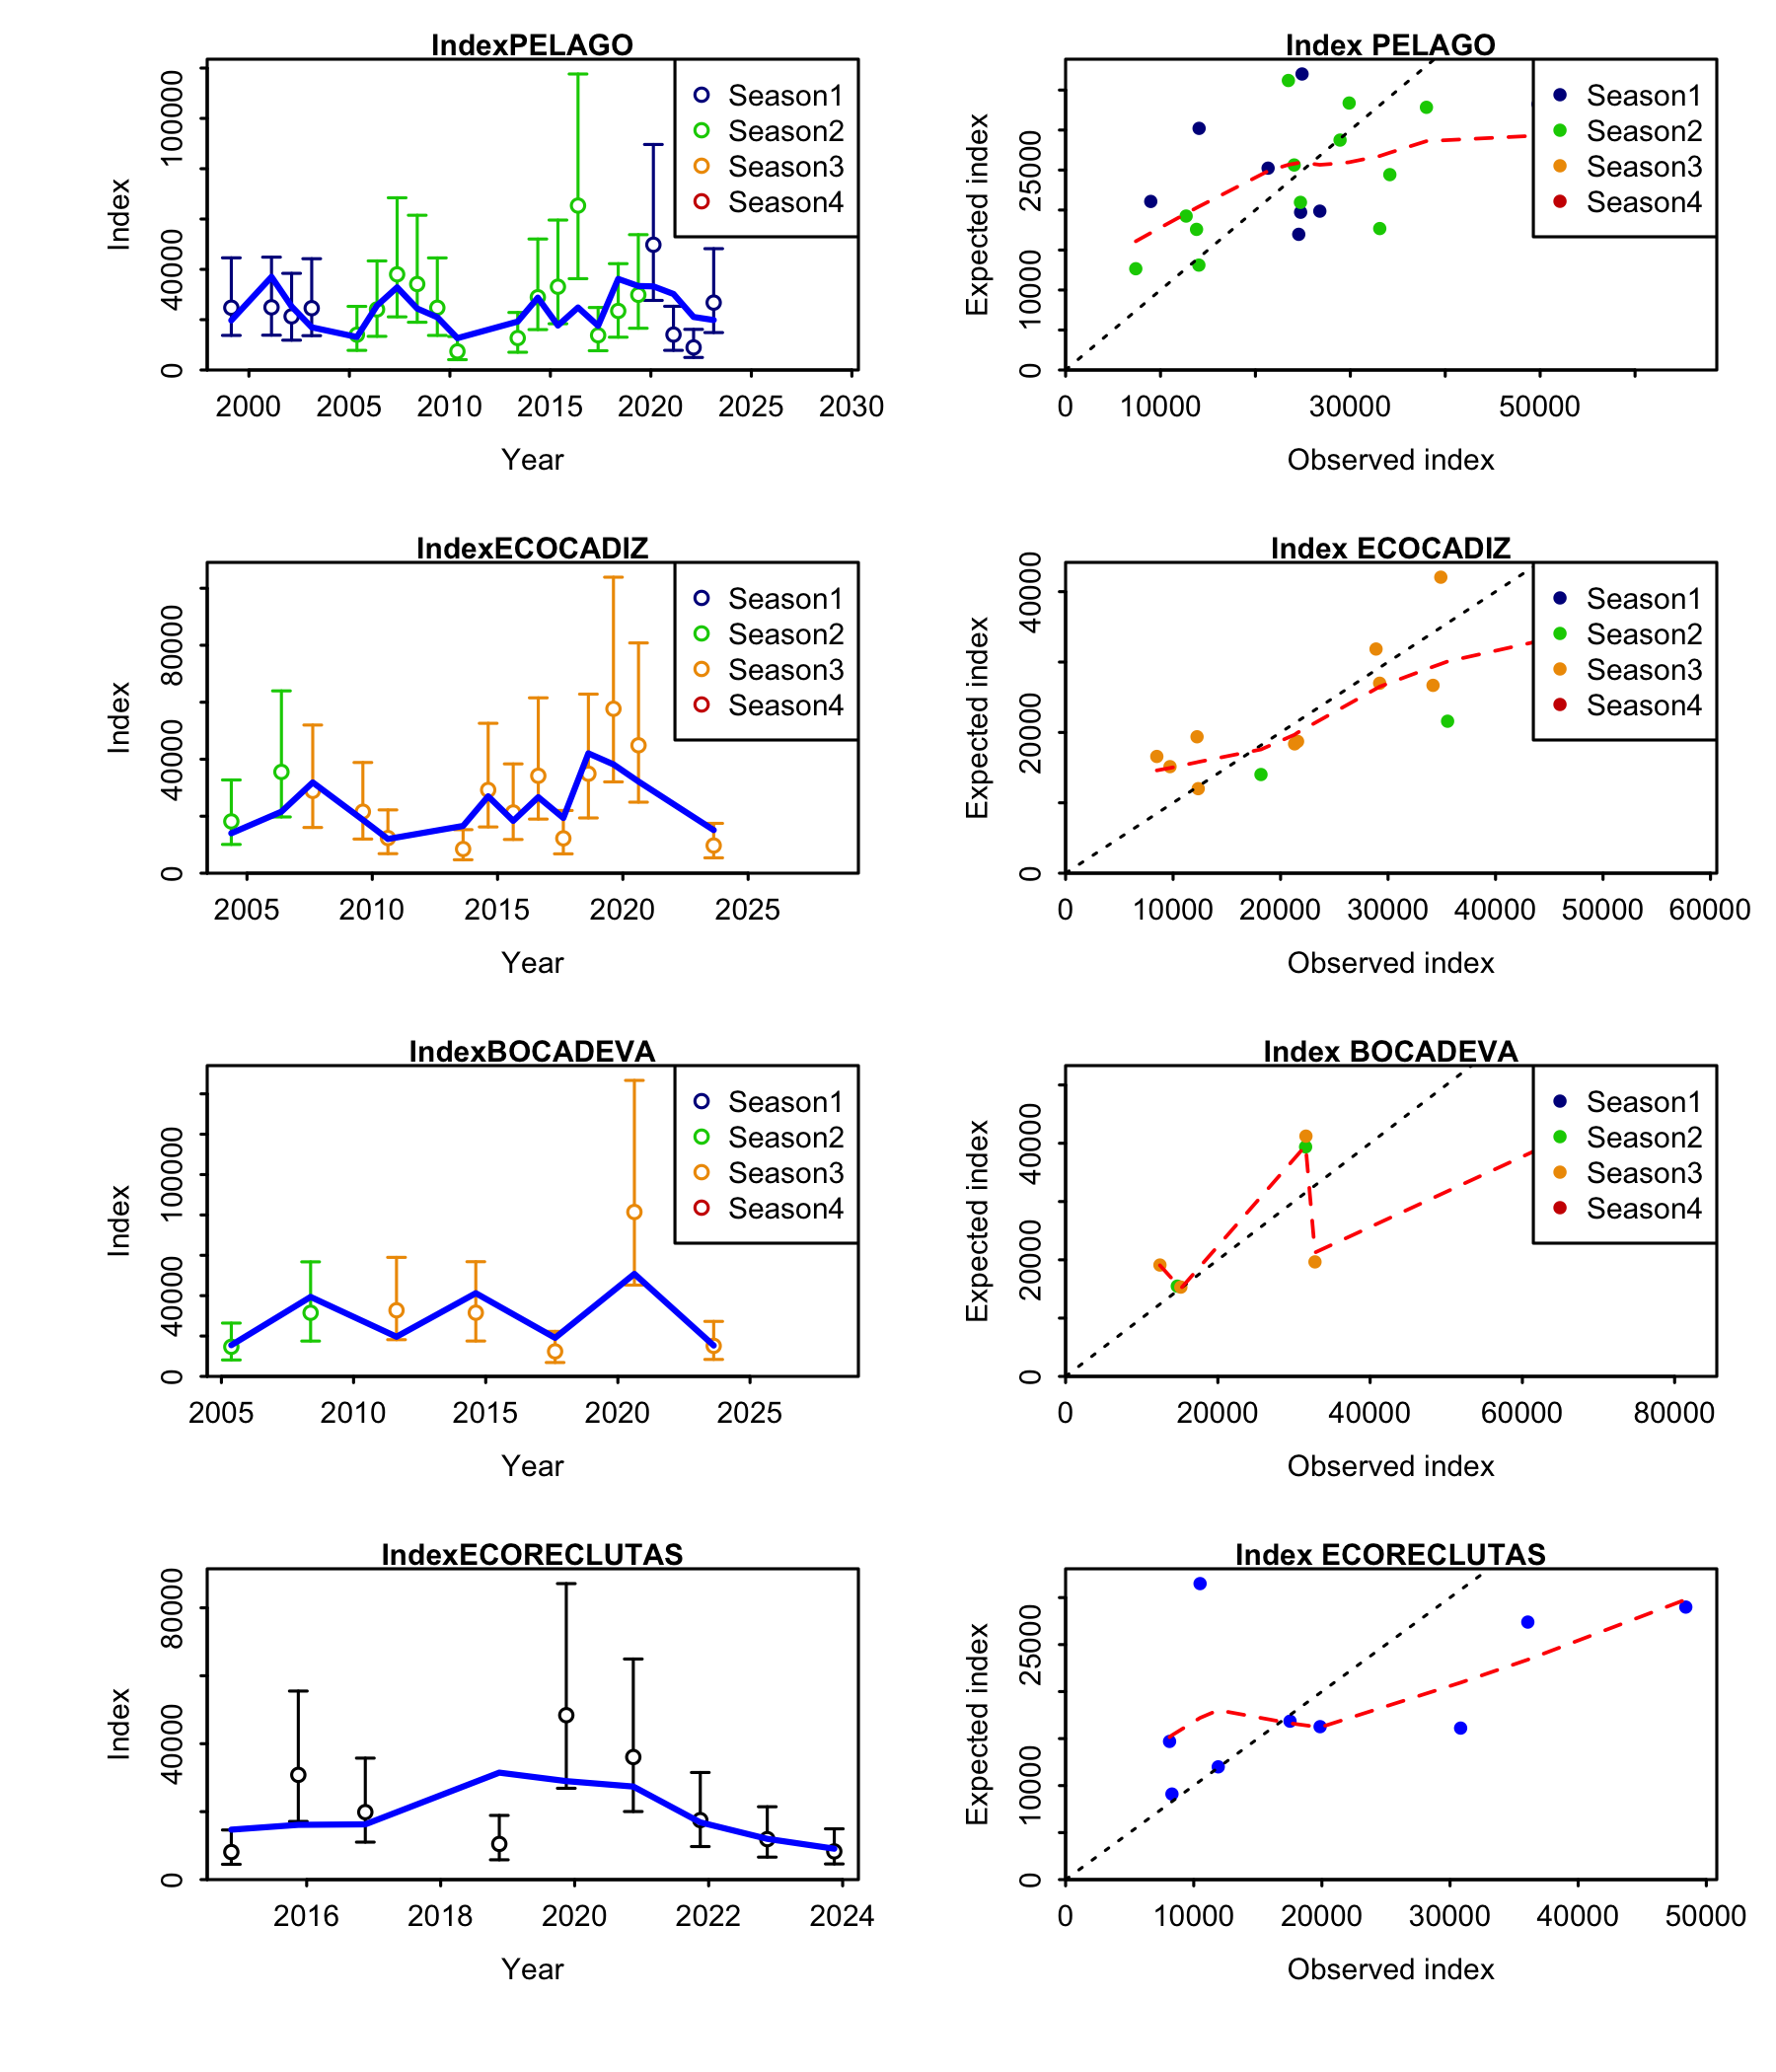 IndexPELAGO
Index
0 40000 100000
Season1
Season2
Season3
Season4
2000 2005 2010 2015 2020 2025 2030
Year
Index PELAGO
Expected index
0 10000 25000
Season1
Season2
Season3
Season4
0 10000 30000 50000
Observed index
IndexECOCADIZ
Index
0 40000 80000
Season1
Season2
Season3
Season4
2005 2010 2015 2020 2025
Year
Index ECOCADIZ
Expected index
0 20000 40000
Season1
Season2
Season3
Season4
0 10000 20000 30000 40000 50000 60000
Observed index
IndexBOCADEVA
Index
0 40000 100000
Season1
Season2
Season3
Season4
2005 2010 2015 2020 2025
Year
Index BOCADEVA
Expected index
0 20000 40000
Season1
Season2
Season3
Season4
0 20000 40000 60000 80000
Observed index
IndexECORECLUTAS
Index
0 40000 80000
2016 2018 2020 2022 2024
Year
Index ECORECLUTAS
Expected index
0 10000 25000
0 10000 20000 30000 40000 50000
Observed index